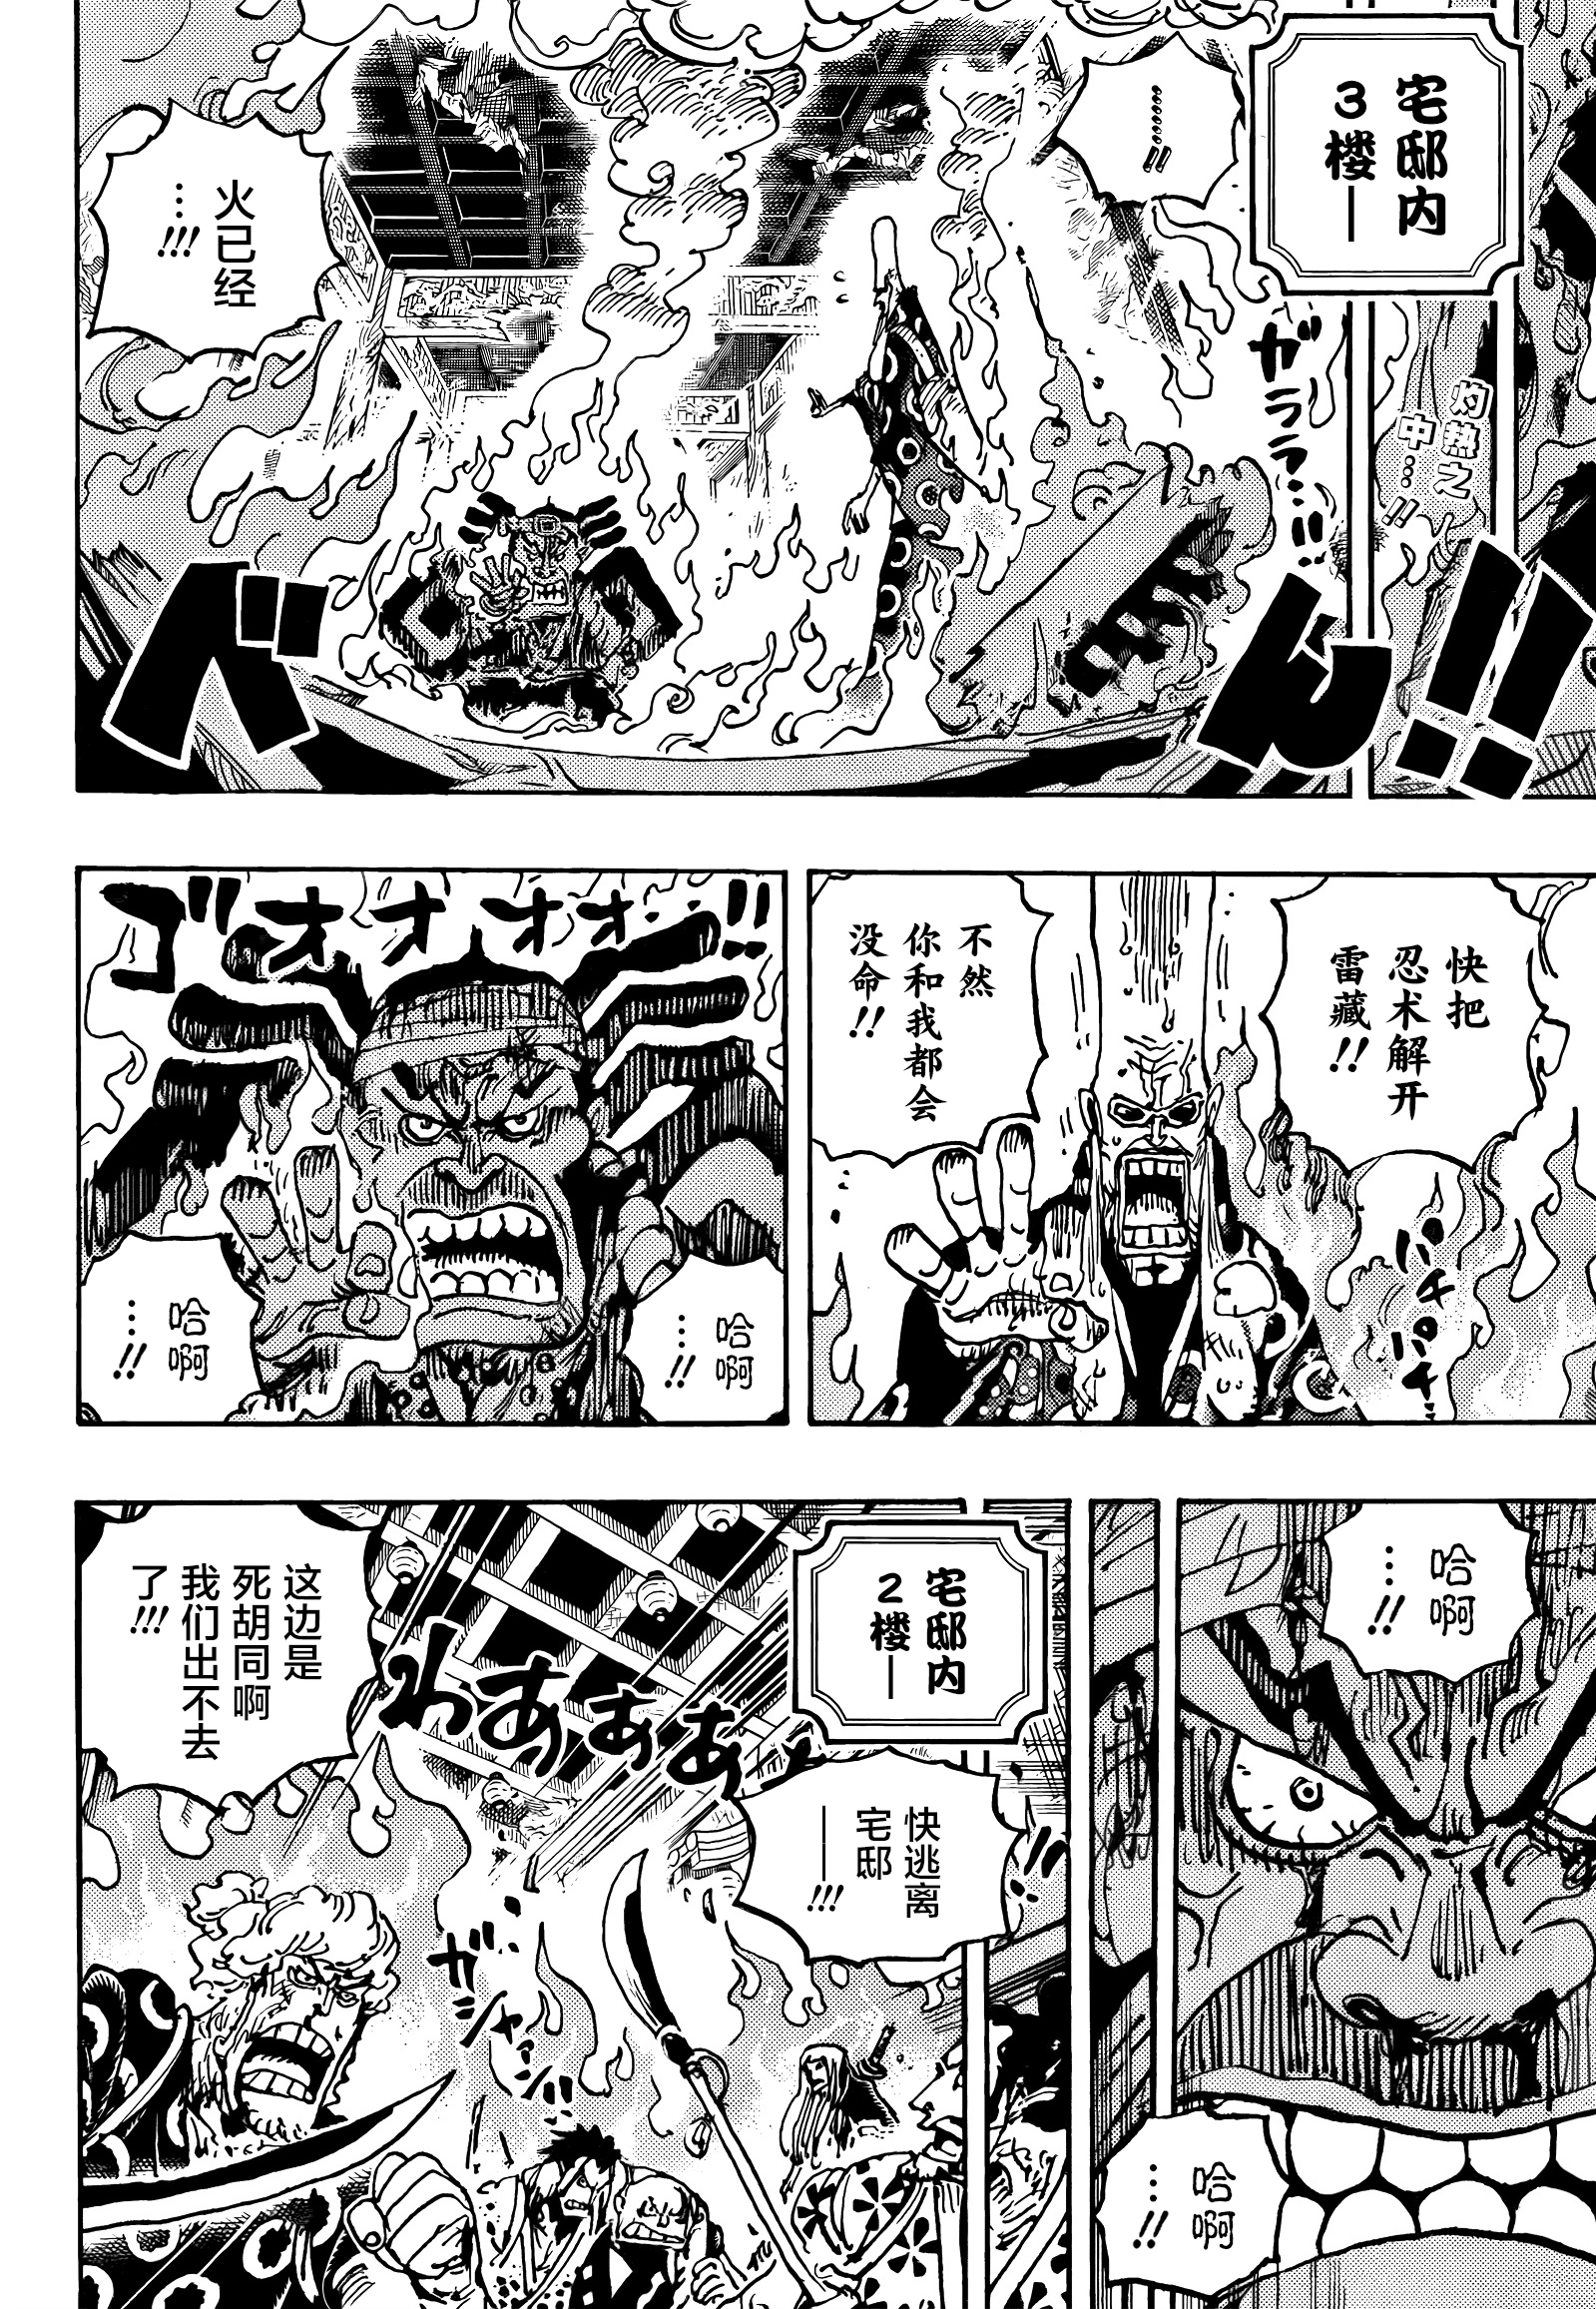 宅邸内
3楼—
……!!
灼热之
中…!!
ガラララ…!!
火已经
…!!!
べ
ん!!
快把
忍术解开
雷藏!!
不然
你和我都会
没命!!
パチパチ
ゴオオオオ…!!
哈啊
…!!
哈啊
…!!
哈啊
…!!
哈啊
…!!
宅邸内
2楼—
快逃离
宅邸
——!!!
わあああ
!!
这边是
死胡同啊
我们出不去
了!!!
ガシャァン!!